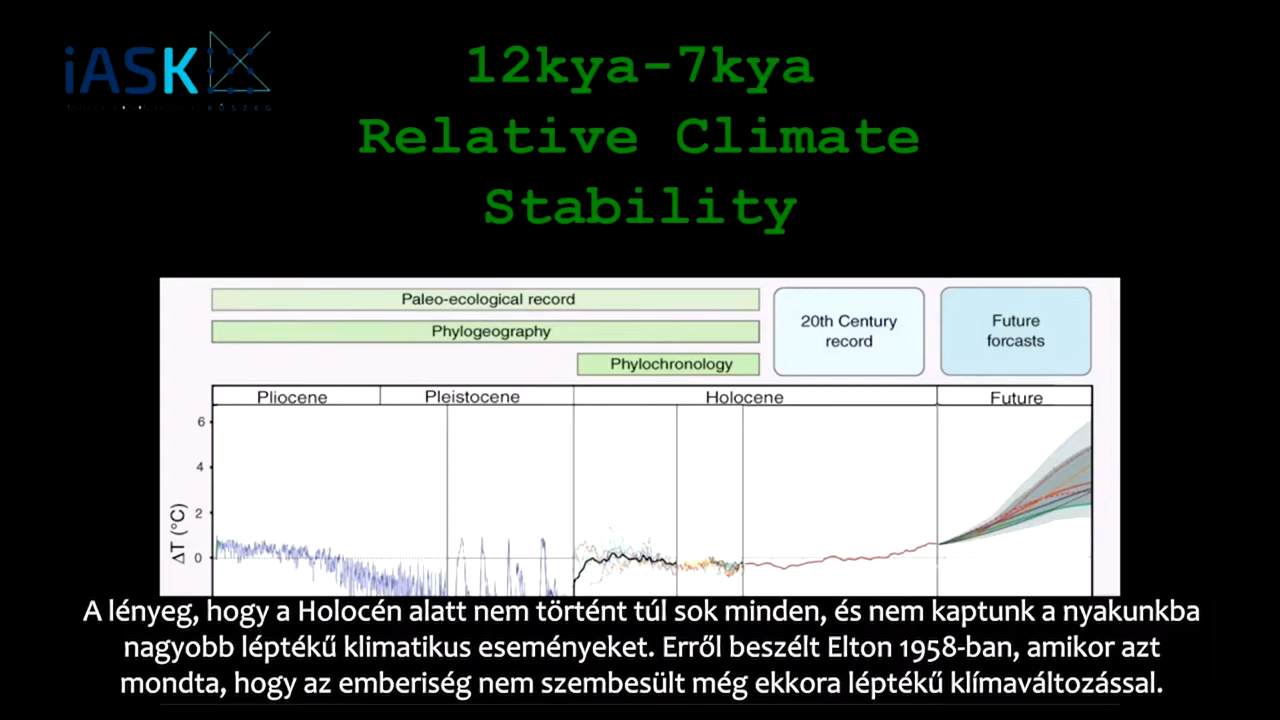 iASK
KŐSZEG
12kya-7kya
Relative Climate
Stability
Paleo-ecological record
Phylogeography
Phylochronology
20th Century
record
Future
forcasts
Pliocene
Pleistocene
Holocene
Future
6
4
2
0
ΔT (°C)
A lényeg, hogy a Holocén alatt nem történt túl sok minden, és nem kaptunk a nyakunkba
nagyobb léptékű klimatikus eseményeket. Erről beszélt Elton 1958-ban, amikor azt
mondta, hogy az emberiség nem szembesült még ekkora léptékű klímaváltozással.